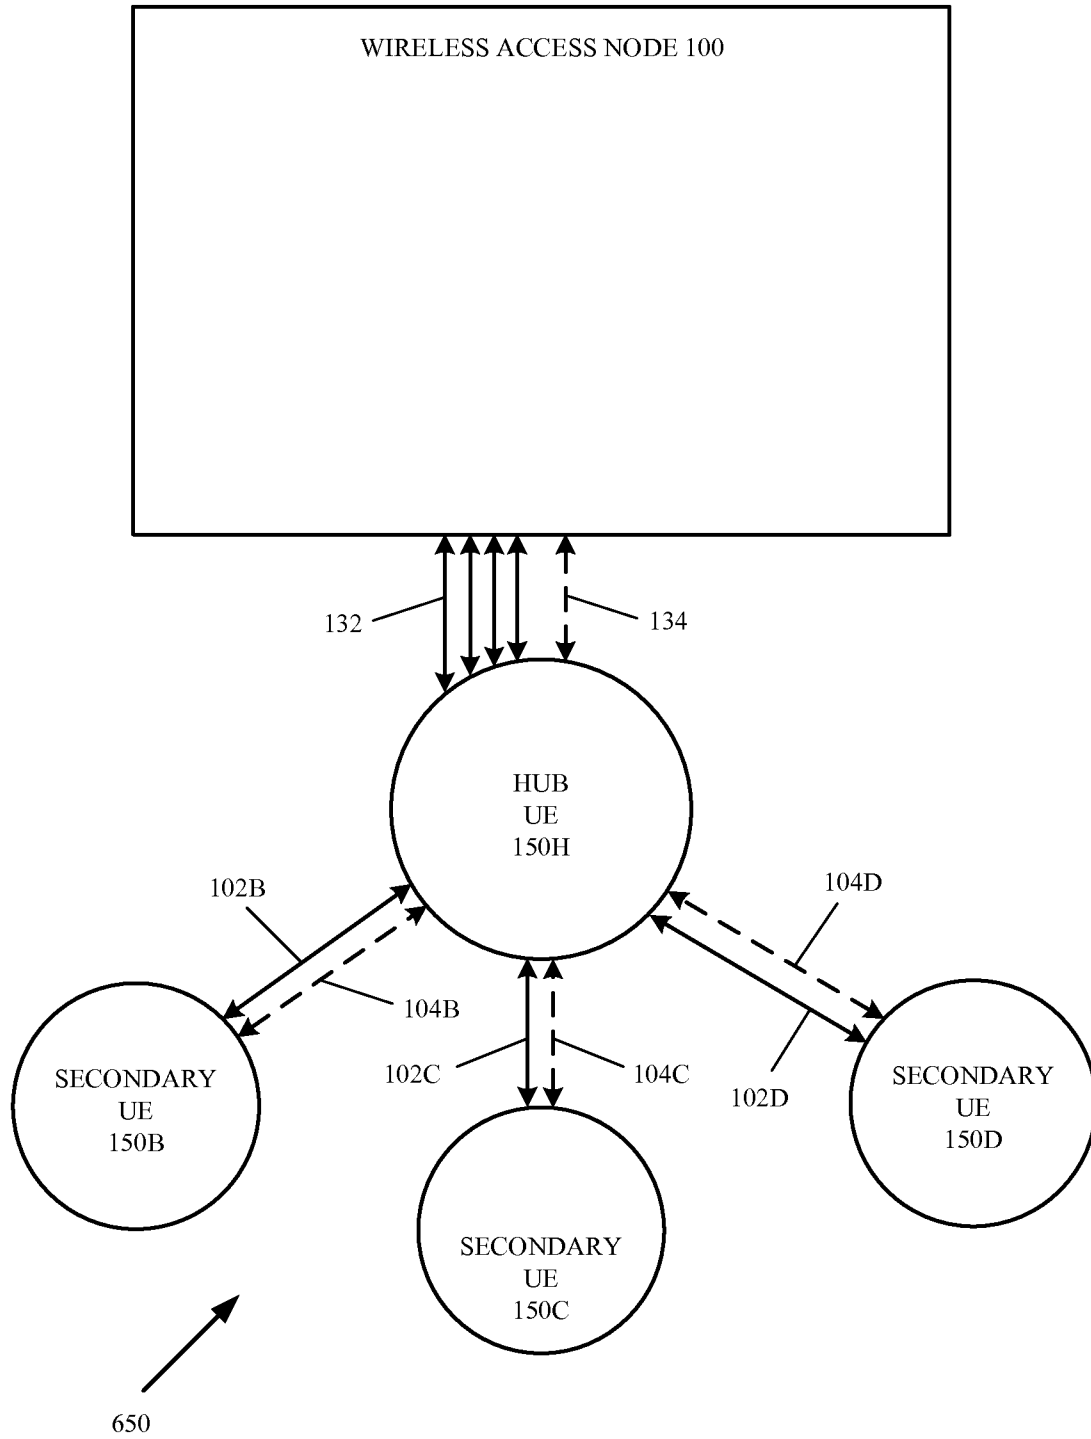 WIRELESS ACCESS NODE 100
132
134
HUB
UE
150H
102B
104D
104B
102C
104C
102D
SECONDARY
UE
150B
SECONDARY
UE
150D
SECONDARY
UE
150C
650